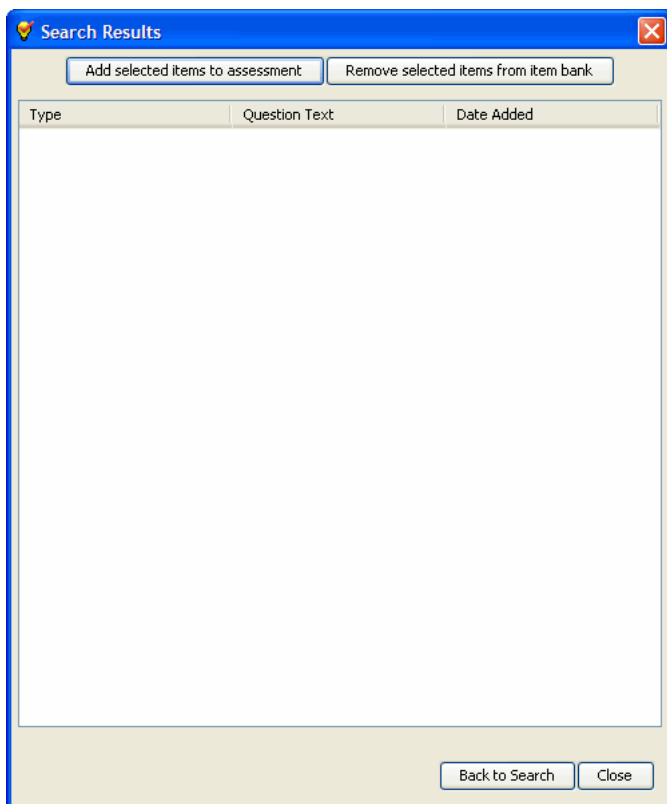 Search Results
Add selected items to assessment Remove selected items from item bank
Type Question Text Date Added
Back to Search Close